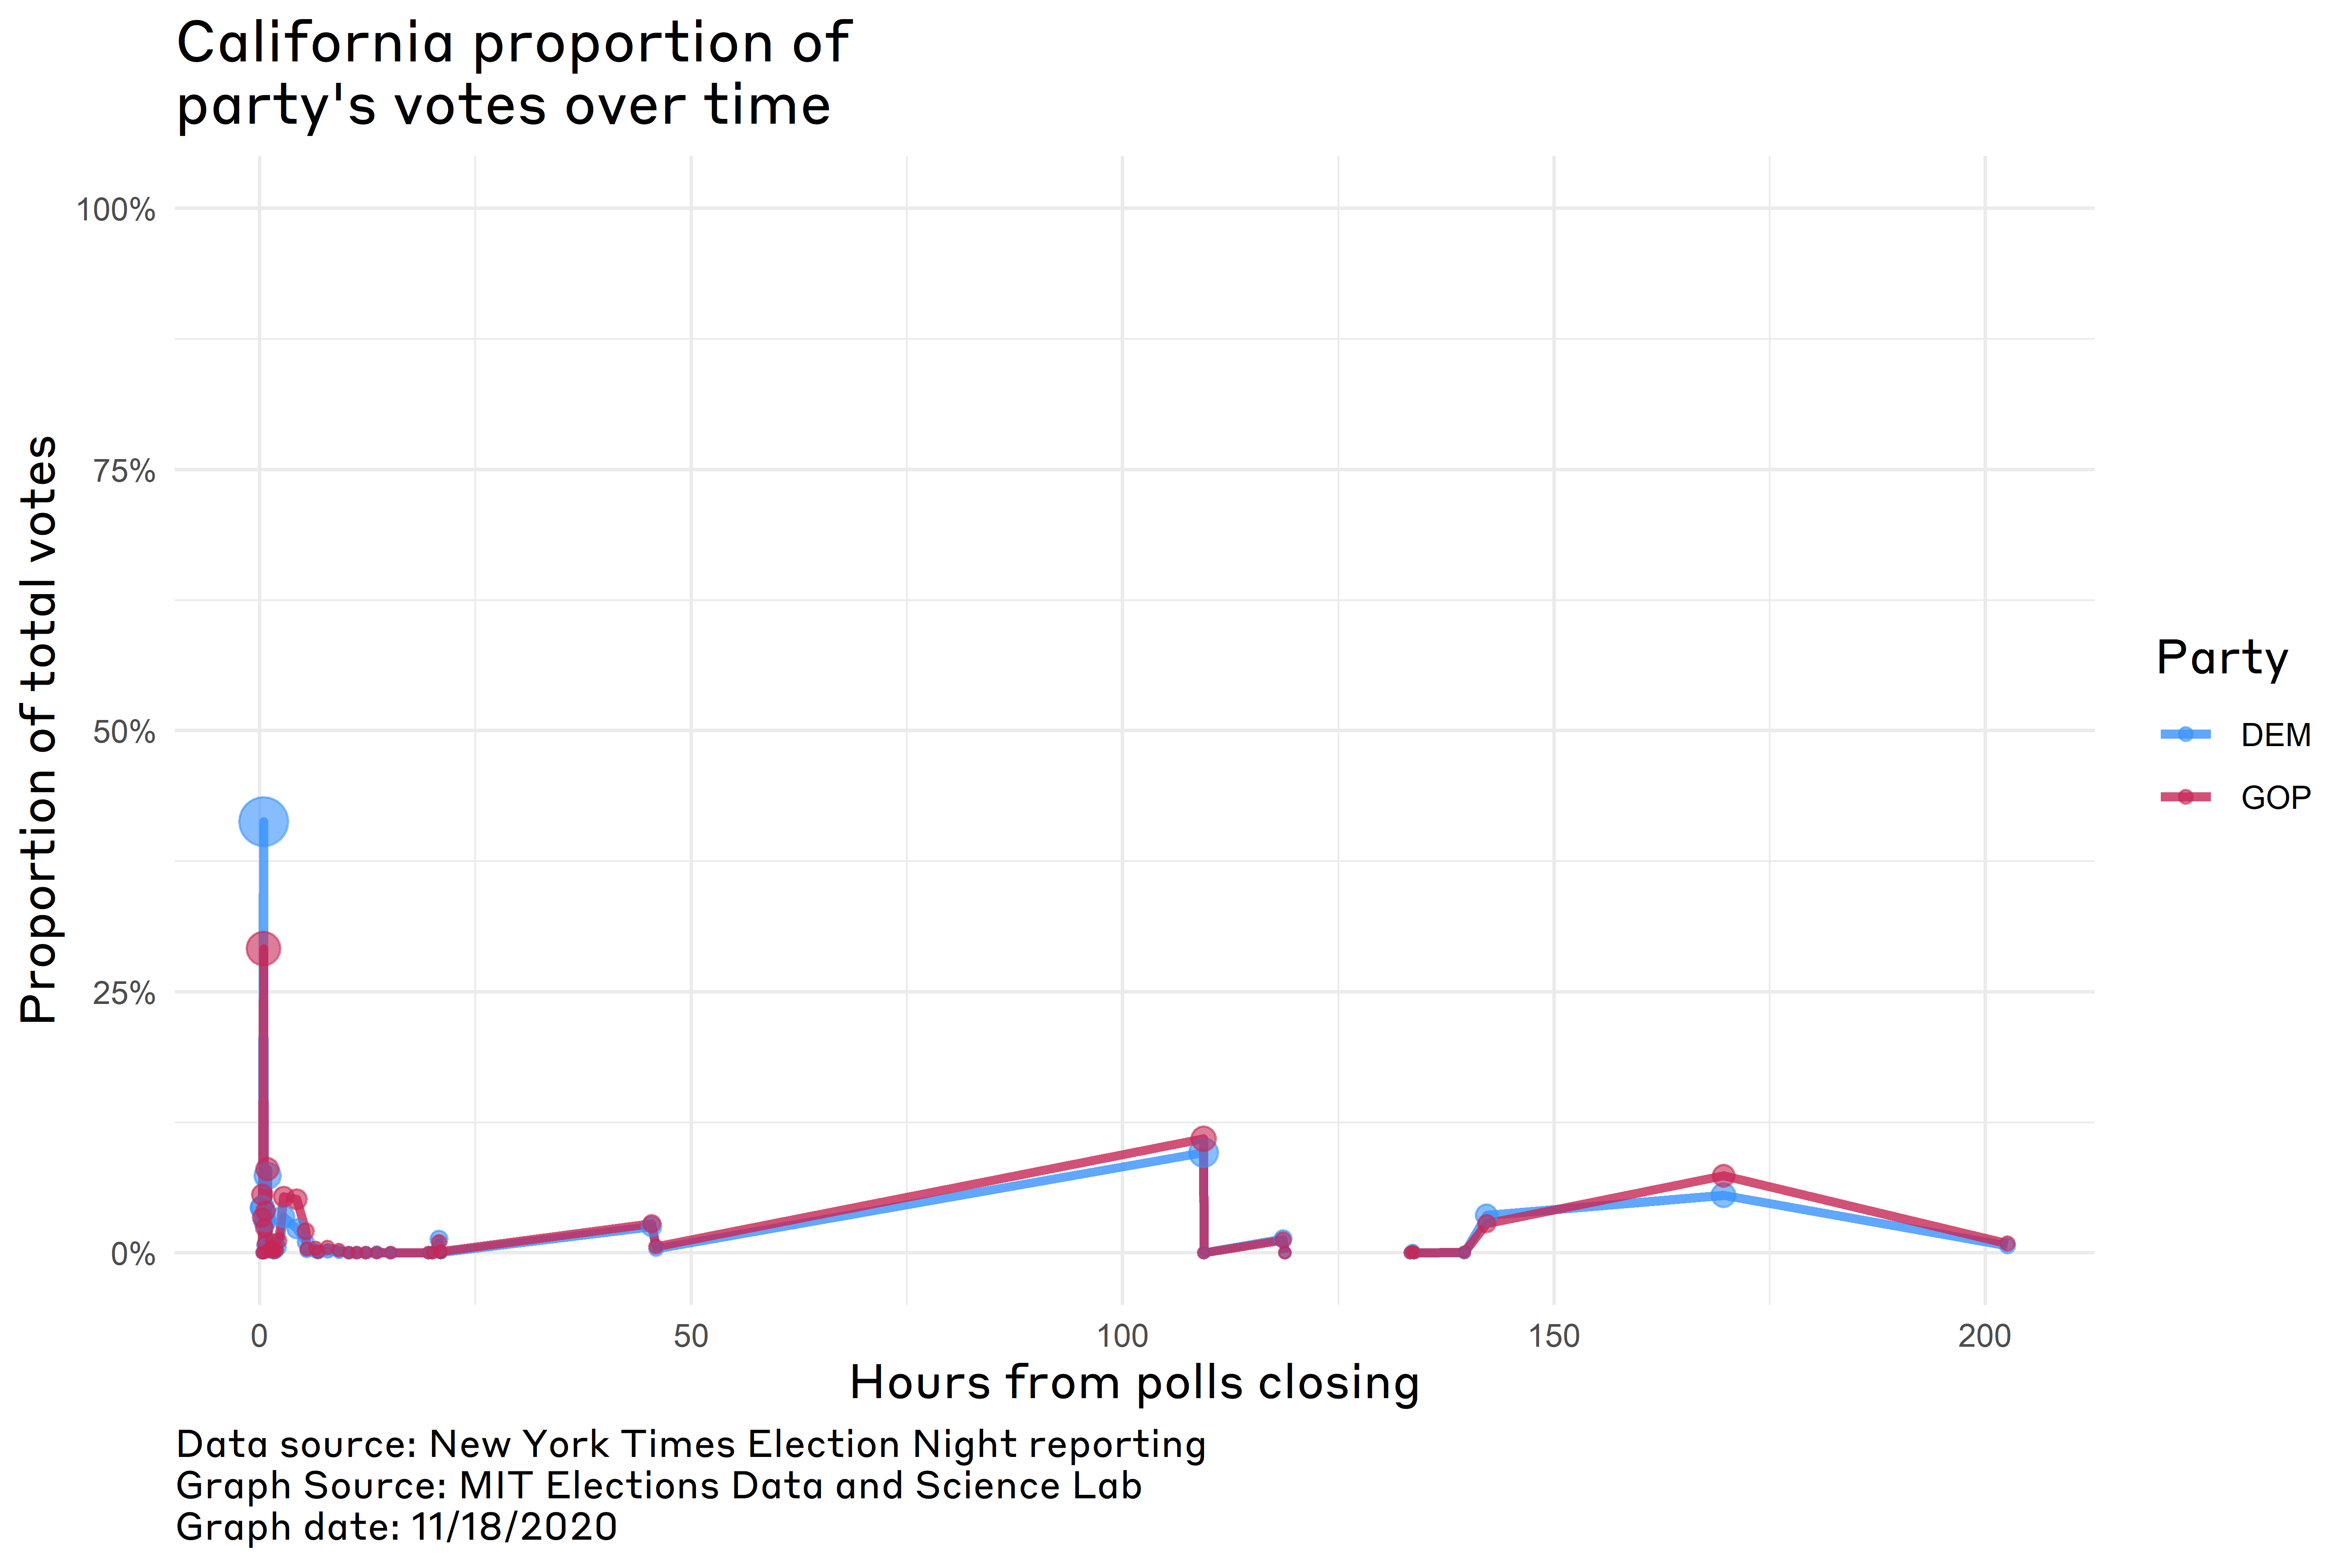 California proportion of
party's votes over time
Proportion of total votes
100%
75%
50%
25%
0%
0 50 100 150 200
Hours from polls closing
Party
DEM
GOP
Data source: New York Times Election Night reporting
Graph Source: MIT Elections Data and Science Lab
Graph date: 11/18/2020